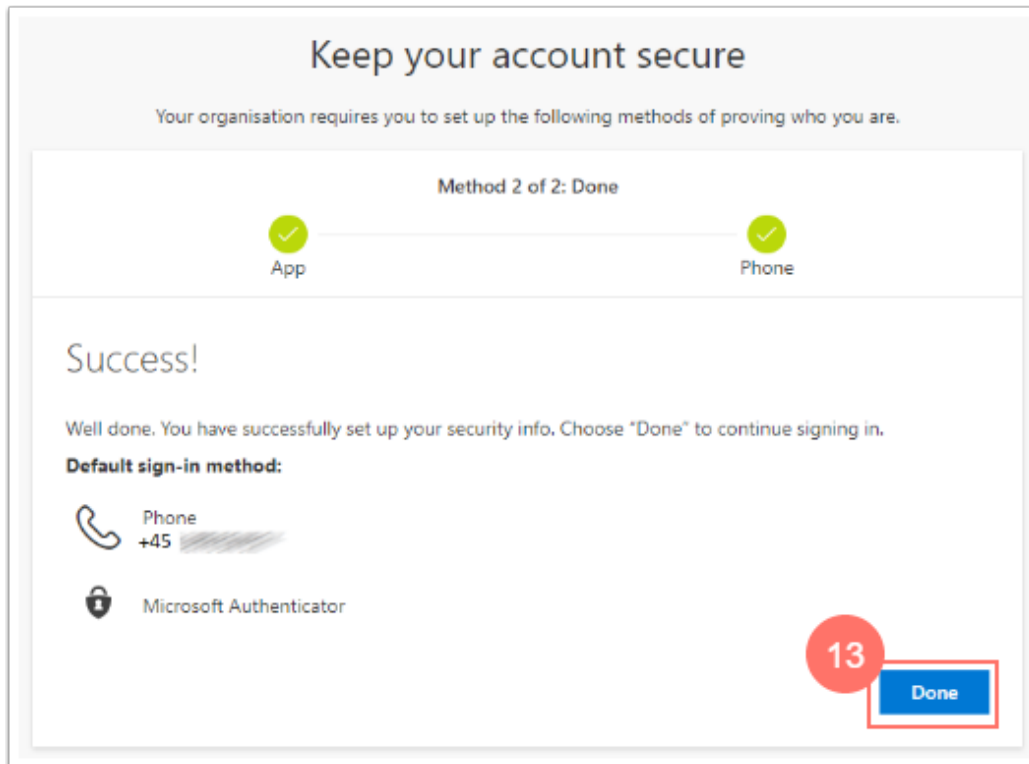 Keep your account secure
Your organisation requires you to set up the following methods of proving who you are.
Method 2 of 2: Done
App
Phone
Success!
Well done. You have successfully set up your security info. Choose "Done" to continue signing in.
Default sign-in method:
Phone
+45
Microsoft Authenticator
13
Done